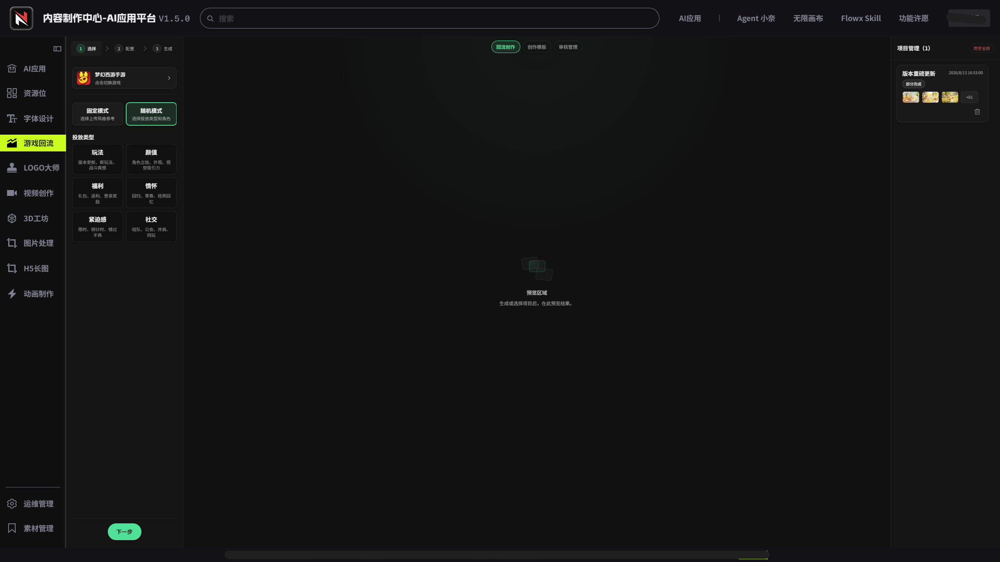 内容制作中心-AI应用平台 V1.5.0
搜索
AI应用
Agent 小奈
无限画布
Flowx Skill
功能许愿
AI应用
资源位
字体设计
游戏回流
LOGO大师
视频创作
3D工坊
图片处理
H5长图
动画制作
运维管理
素材管理
1 选择
2 配置
3 生成
梦幻西游手游
点击切换游戏
固定模式
选择上传风格参考
随机模式
选择投放类型和角色
投放类型
玩法
版本更新、新玩法、
战斗爽感
颜值
角色立绘、外观、视
觉吸引力
福利
礼包、返利、登录奖
励
情怀
回归、青春、经典回
忆
紧迫感
限时、倒计时、错过
不再
社交
组队、公会、并肩、
同玩
下一步
回流创作
创作模板
审核管理
预览区域
生成或选择项目后，在此预览结果。
项目管理（1）
清空全部
版本重磅更新
2026/8/13 16:53:00
部分完成
+81